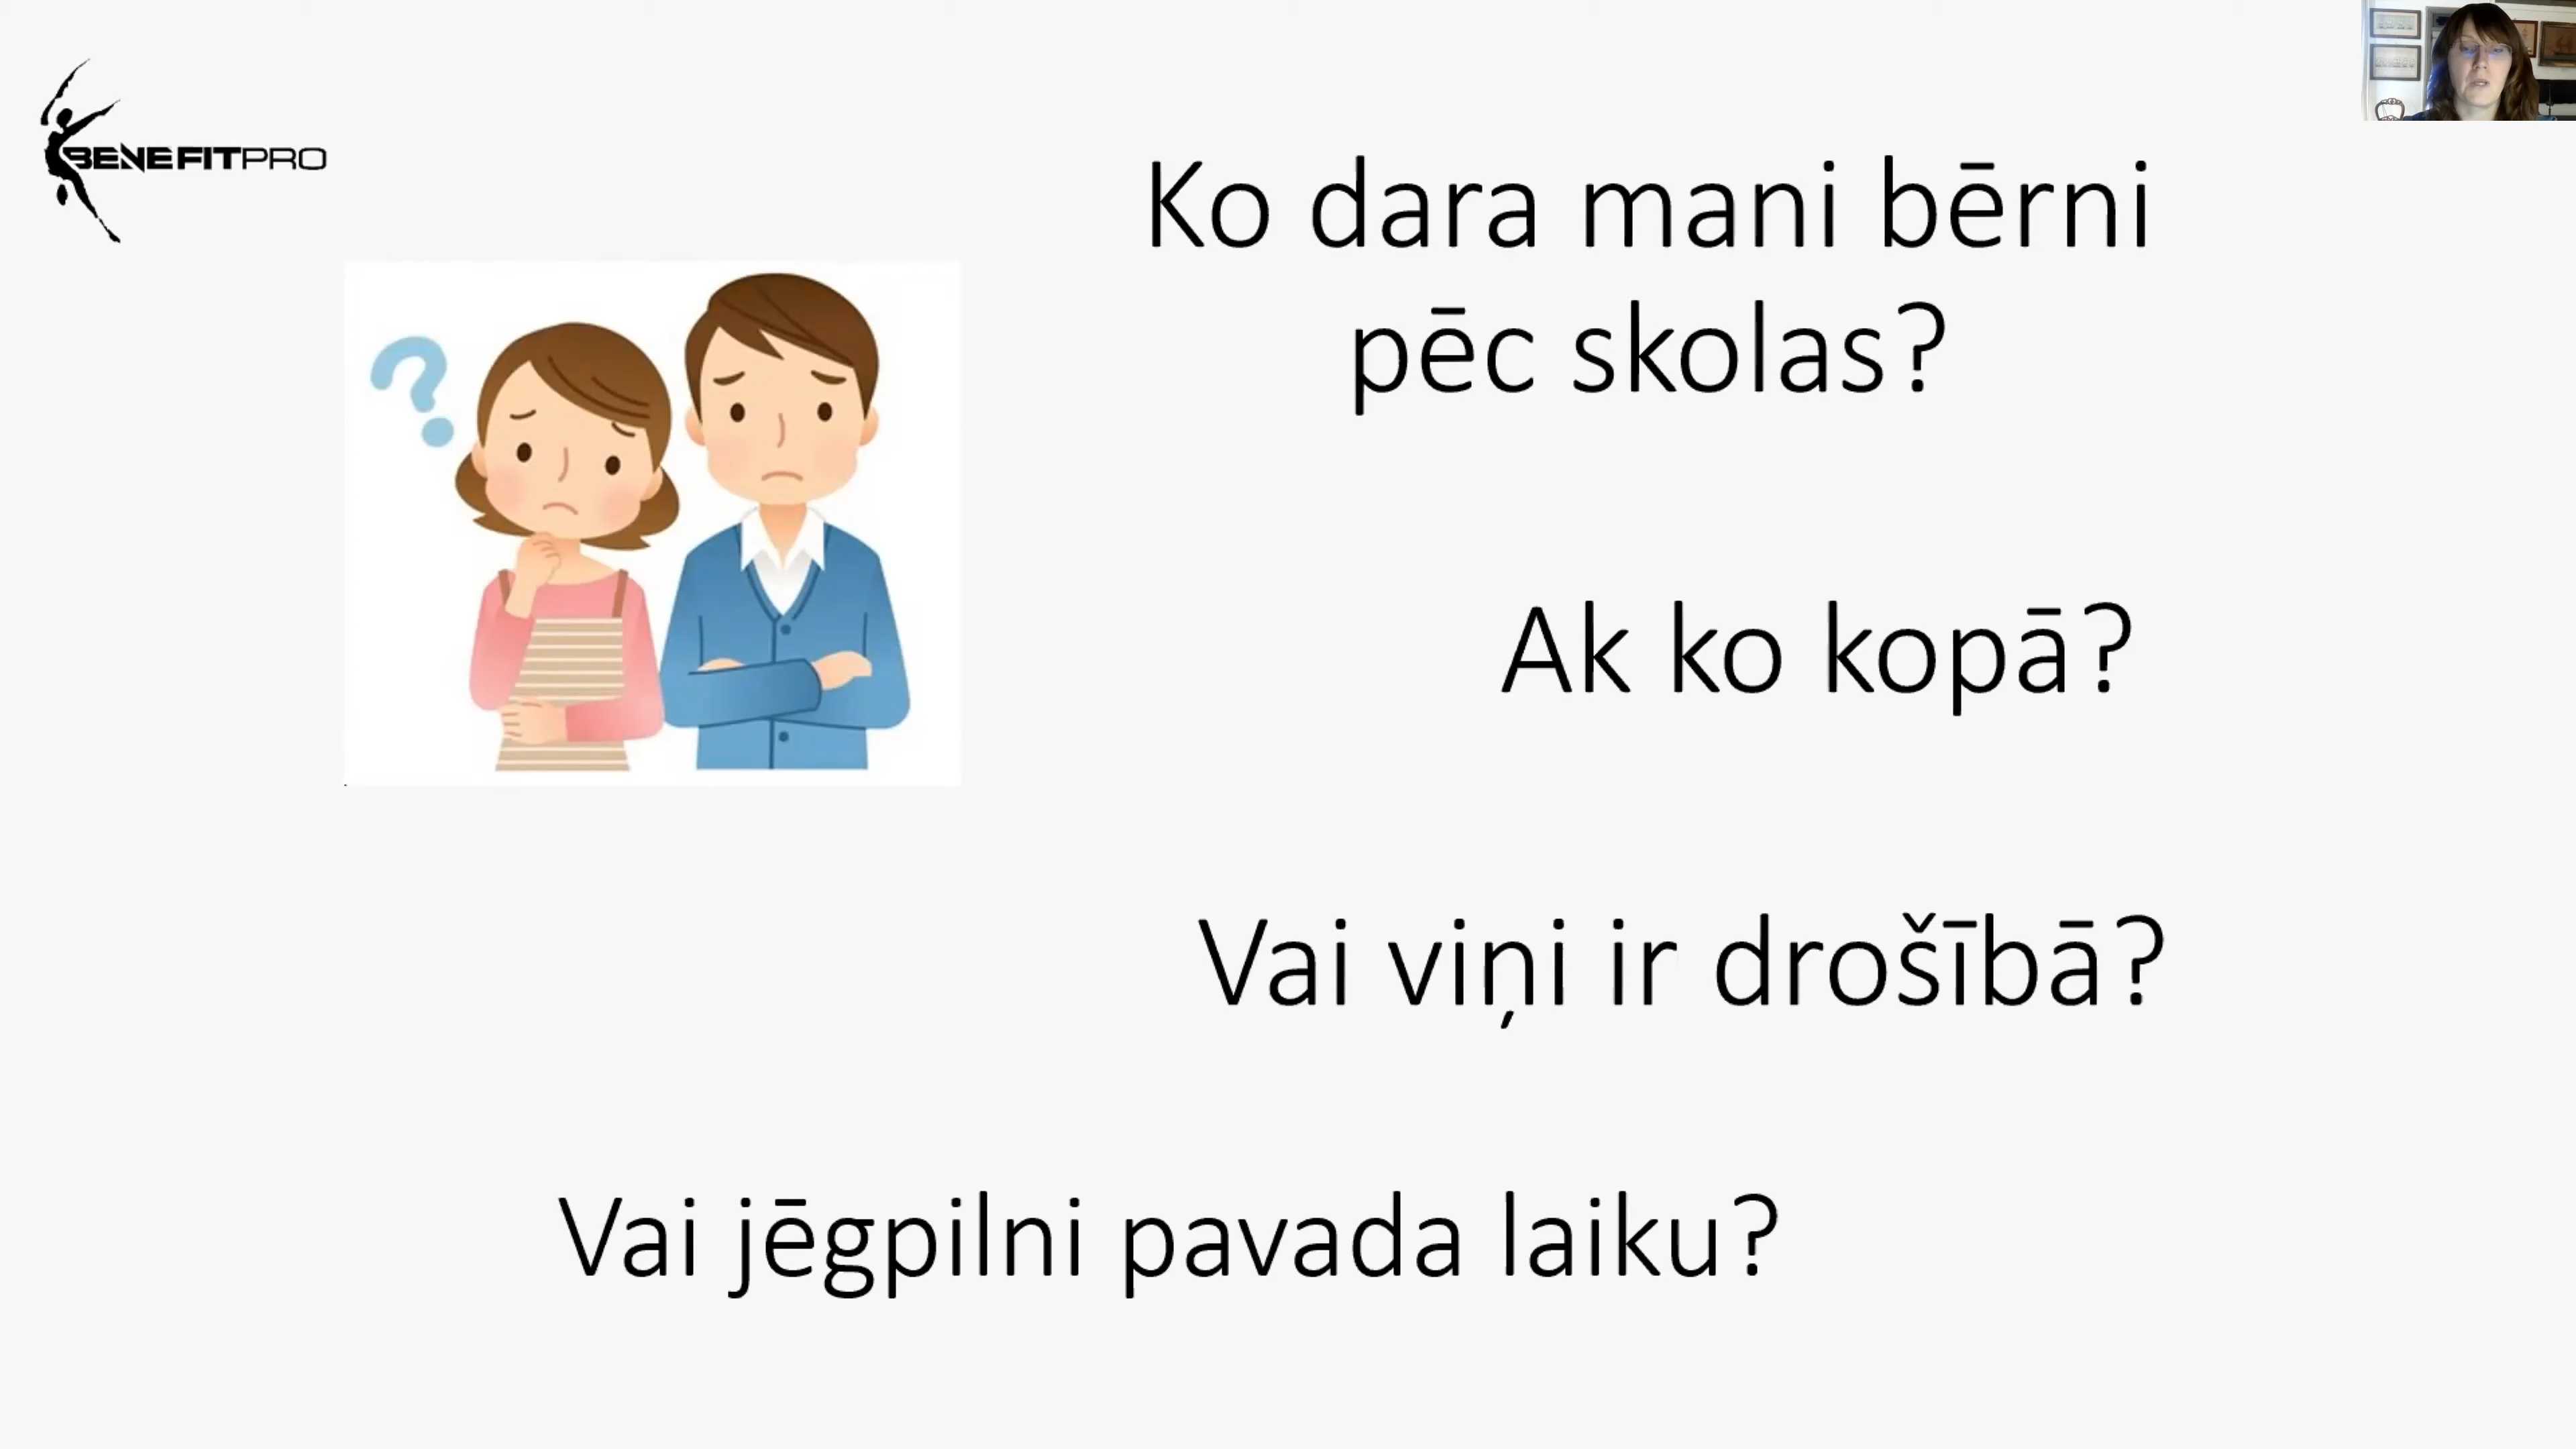 BENEFITPRO
Ko dara mani bērni
pēc skolas?
Ak ko kopā?
Vai viņi ir drošībā?
Vai jēgpilni pavada laiku?